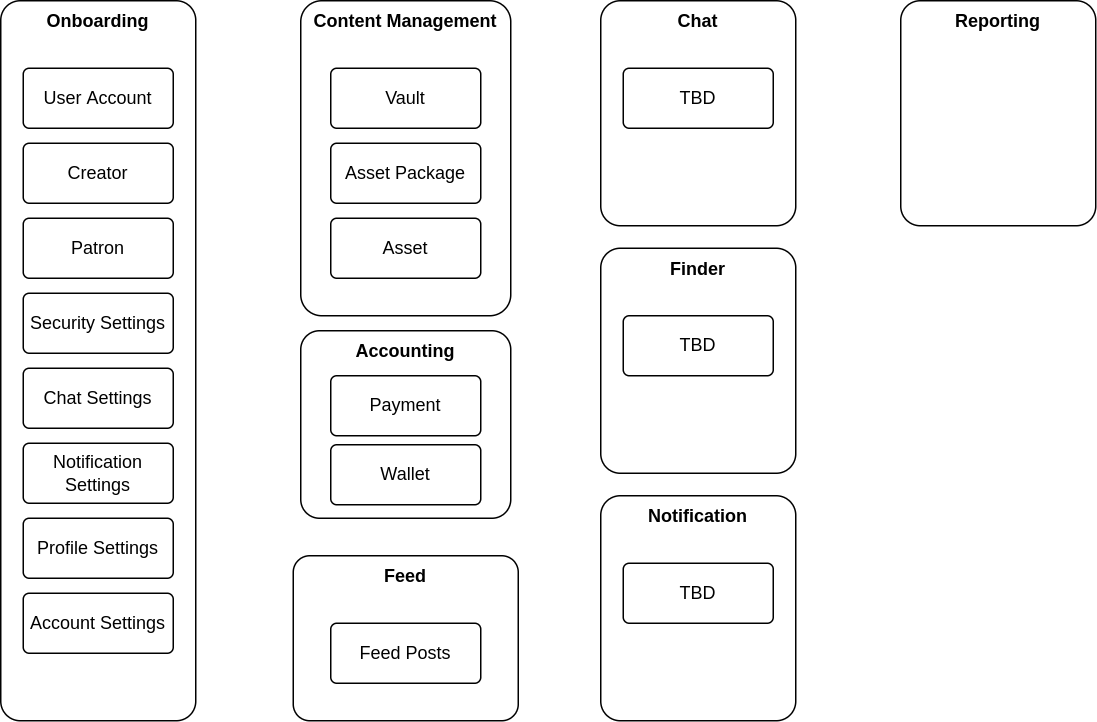 Onboarding
User Account
Creator
Patron
Security Settings
Chat Settings
Notification
Settings
Profile Settings
Account Settings
Content Management
Vault
Asset Package
Asset
Accounting
Payment
Wallet
Feed
Feed Posts
Chat
TBD
Finder
TBD
Notification
TBD
Reporting